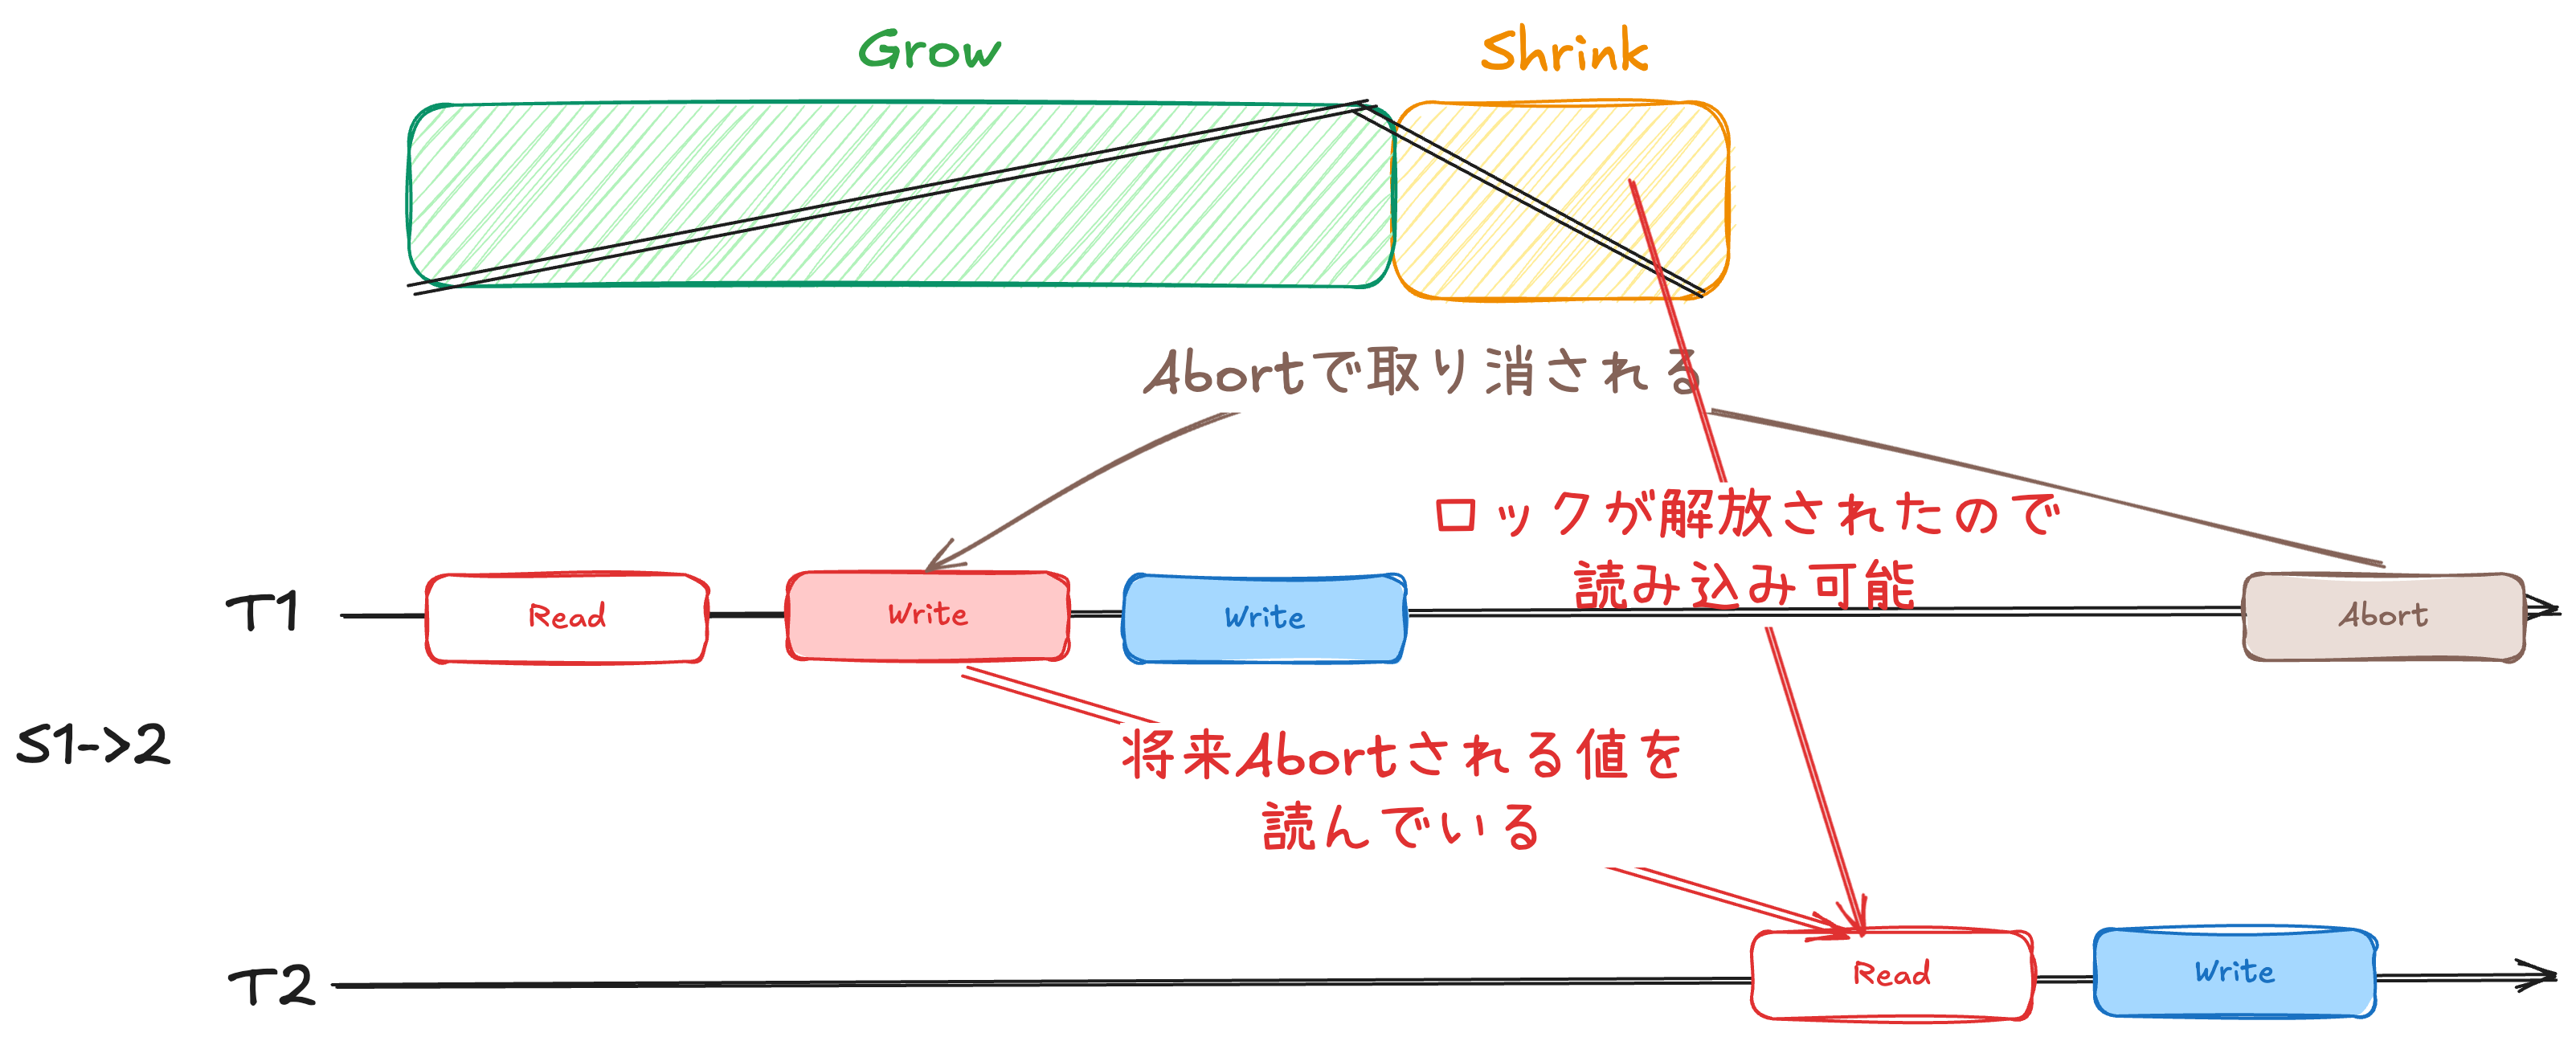 Grow
Shrink
Abortで取り消される
ロックが解放されたので
読み込み可能
T1
Read
Write
Write
Abort
S1->2
将来Abortされる値を
読んでいる
T2
Read
Write